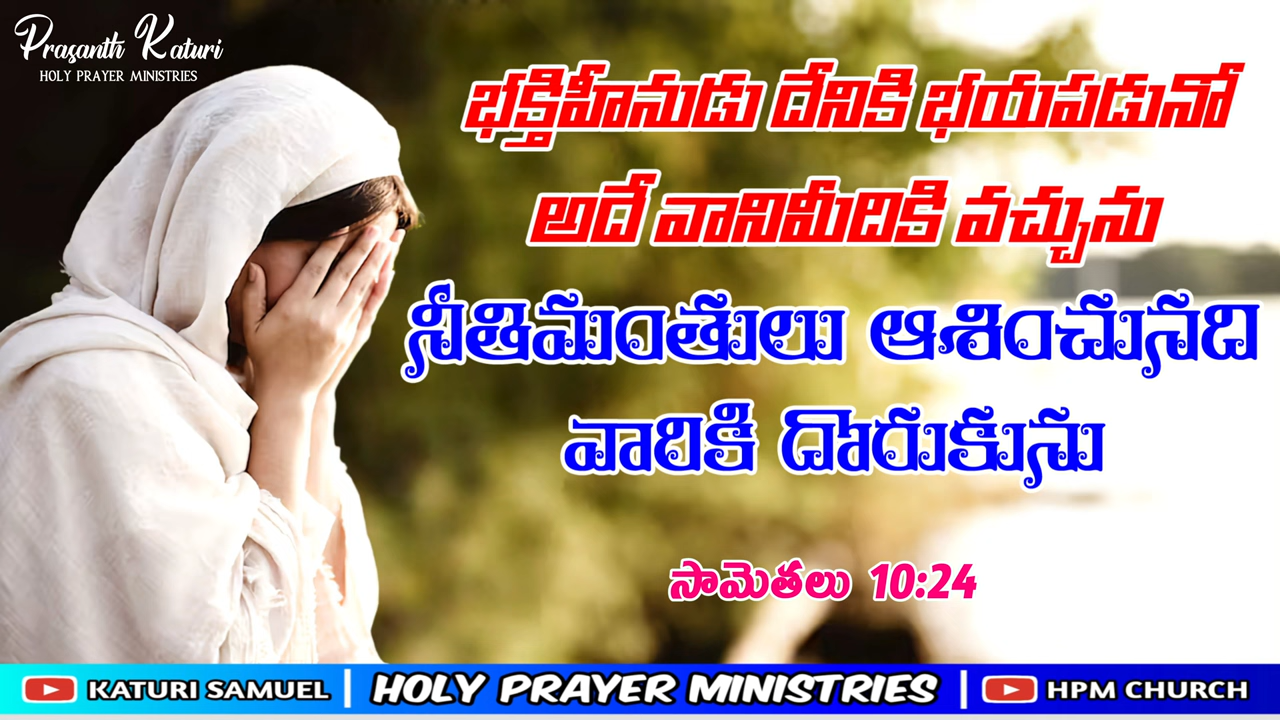 Prasanth Katuri
HOLY PRAYER MINISTRIES
భక్తిహీనుడు దేనికి భయపడునో
అదే వానిమీదికి వచ్చును
నీతిమంతులు ఆశించునది
వారికి దొరుకును
సామెతలు 10:24
KATURI SAMUEL | HOLY PRAYER MINISTRIES | HPM CHURCH